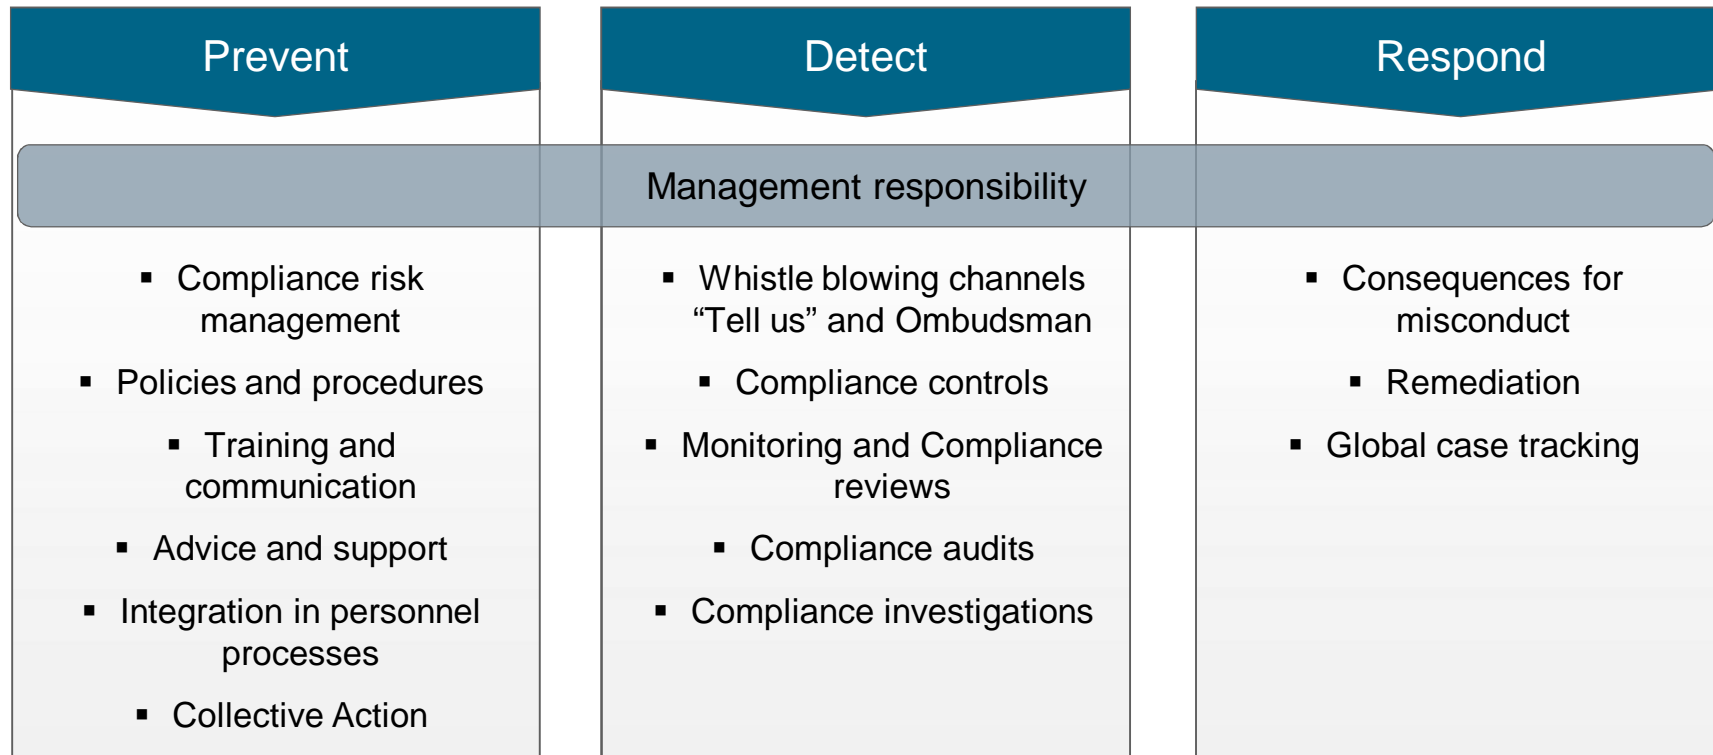 Prevent
Detect
Respond
Management responsibility
▪ Compliance risk
management
▪ Policies and procedures
▪ Training and
communication
▪ Advice and support
▪ Integration in personnel
processes
▪ Collective Action
▪ Whistle blowing channels
“Tell us” and Ombudsman
▪ Compliance controls
▪ Monitoring and Compliance
reviews
▪ Compliance audits
▪ Compliance investigations
▪ Consequences for
misconduct
▪ Remediation
▪ Global case tracking